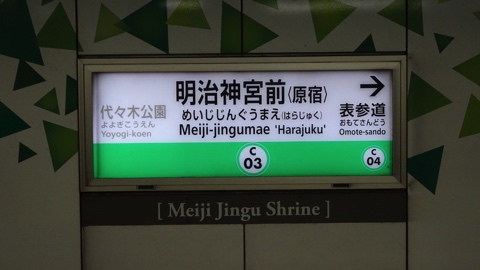 明治神宮前〈原宿〉
めいじじんぐうまえ(はらじゅく)
Meiji-jingumae 'Harajuku'
代々木公園
よよぎこうえん
Yoyogi-koen
→
表参道
おもてさんどう
Omote-sando
C
03
C
04
[ Meiji Jingu Shrine ]